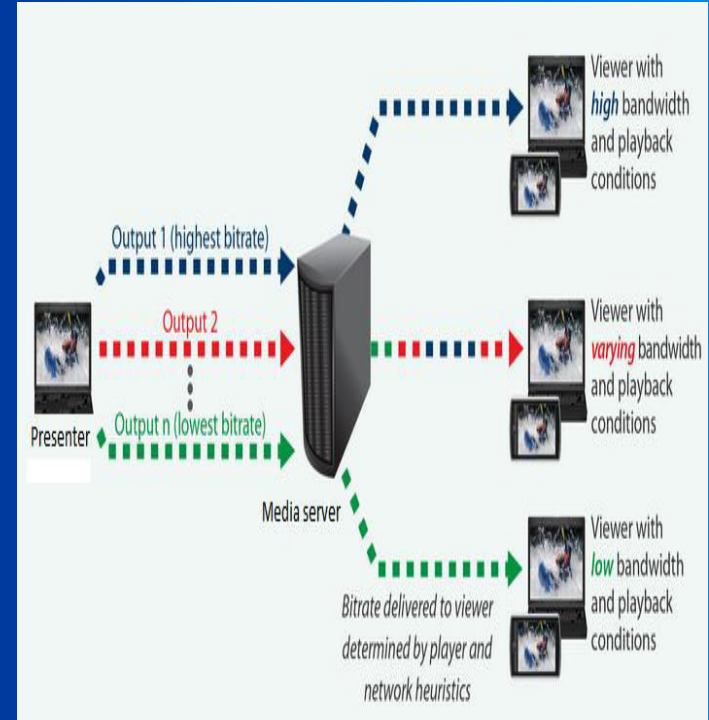 Viewer with
high bandwidth
and playback
conditions
Output 1 (highest bitrate)
Output 2
Output n (lowest bitrate)
Presenter
Media server
Viewer with
varying bandwidth
and playback
conditions
Viewer with
low bandwidth
and playback
conditions
Bitrate delivered to viewer
determined by player and
network heuristics